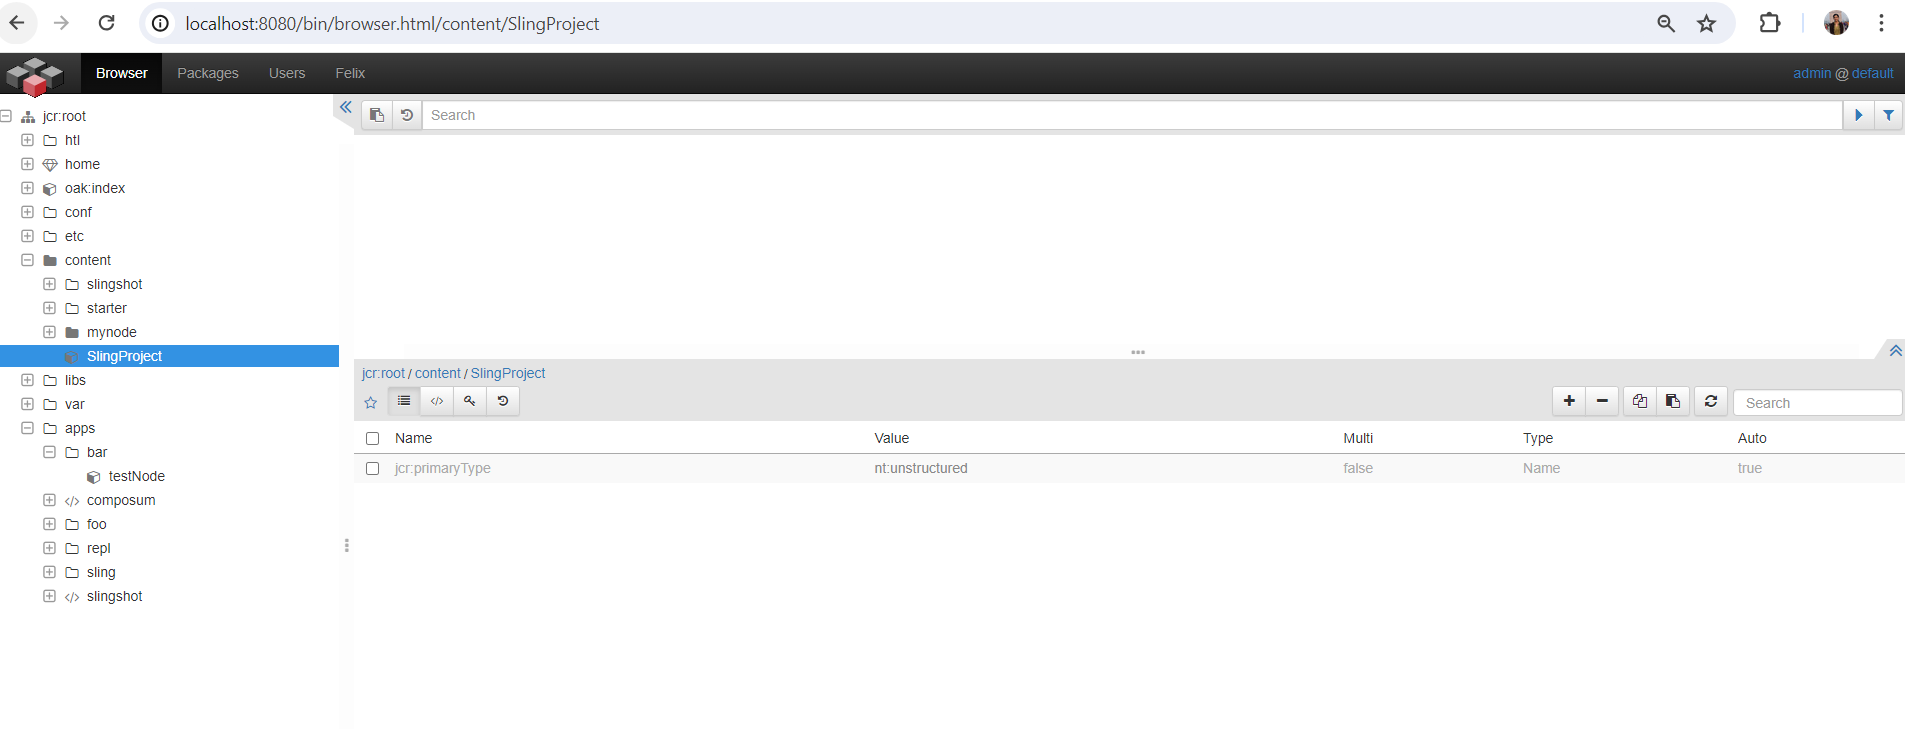 localhost:8080/bin/browser.html/content/SlingProject
Browser Packages Users Felix admin @ default
jcr:root
htl
home
oak:index
conf
etc
content
slingshot
starter
mynode
SlingProject
libs
var
apps
bar
testNode
composum
foo
repl
sling
slingshot
Search
jcr:root / content / SlingProject
Search
Name Value Multi Type Auto
jcr:primaryType nt:unstructured false Name true